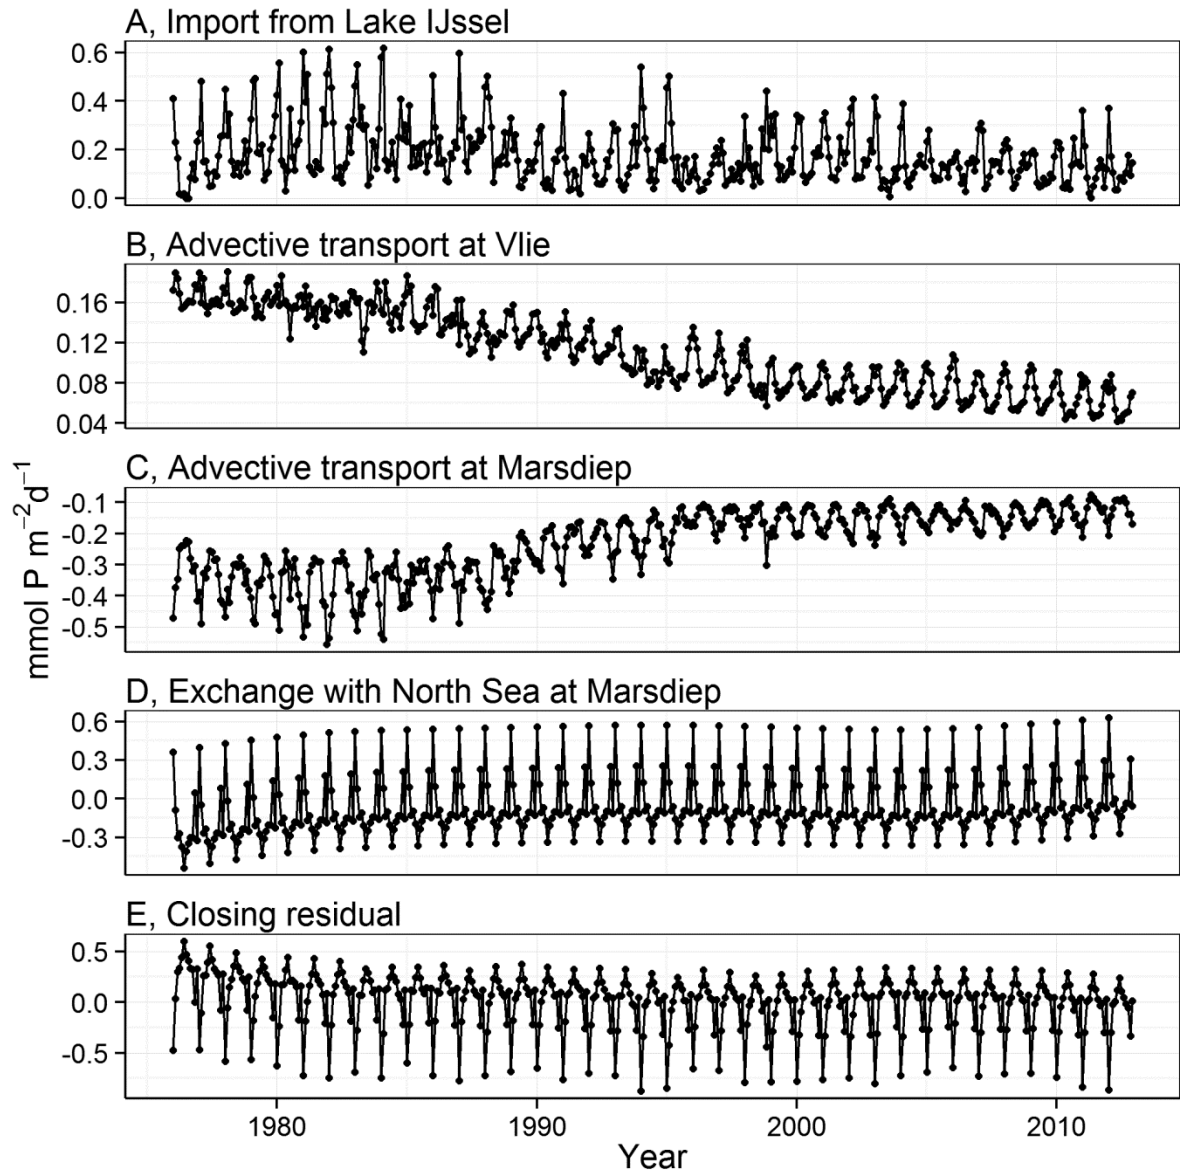 A, Import from Lake IJssel
0.6
0.4
0.2
0.0
B, Advective transport at Vlie
0.16
0.12
0.08
0.04
C, Advective transport at Marsdiep
-0.1
-0.2
-0.3
-0.4
-0.5
mmol P m⁻²d⁻¹
D, Exchange with North Sea at Marsdiep
0.6
0.3
0.0
-0.3
E, Closing residual
0.5
0.0
-0.5
1980 1990 2000 2010
Year